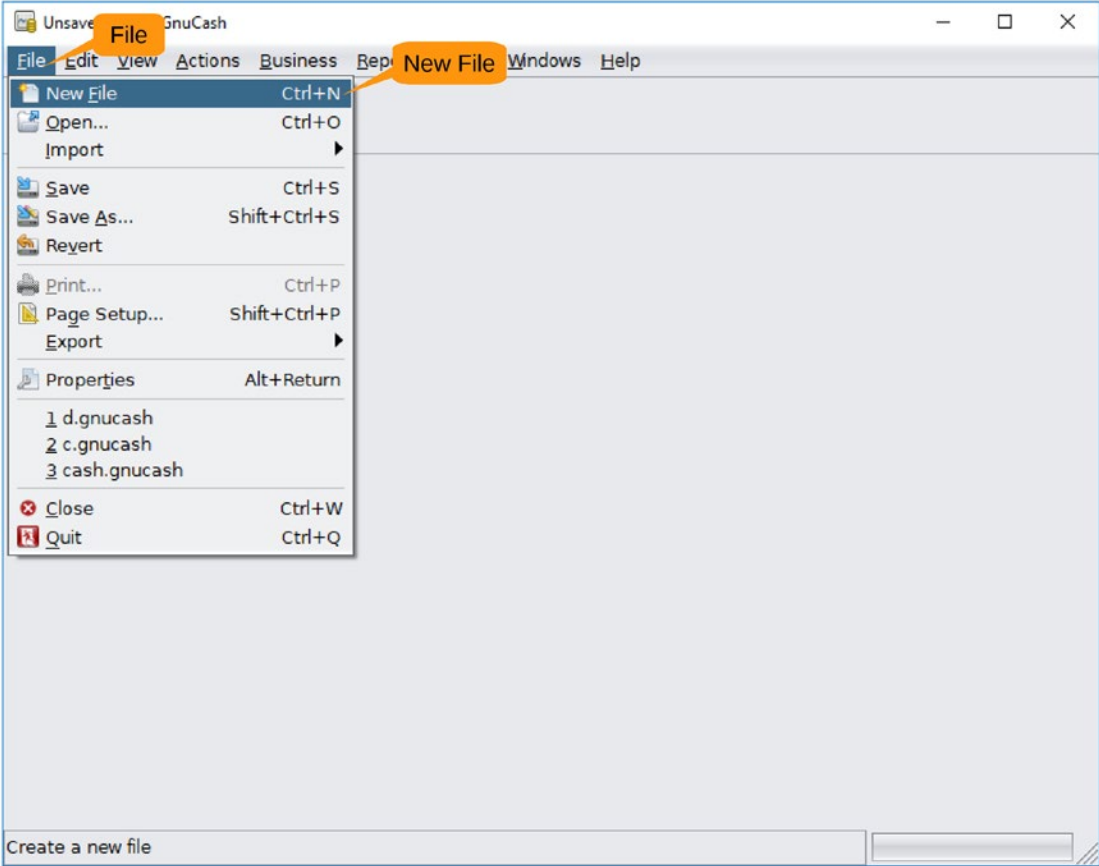 Unsave GnuCash
File
File Edit View Actions Business Rep Windows Help
New File
New File Ctrl+N
Open... Ctrl+O
Import
Save Ctrl+S
Save As... Shift+Ctrl+S
Revert
Print... Ctrl+P
Page Setup... Shift+Ctrl+P
Export
Properties Alt+Return
1 d.gnucash
2 c.gnucash
3 cash.gnucash
Close Ctrl+W
Quit Ctrl+Q
Create a new file